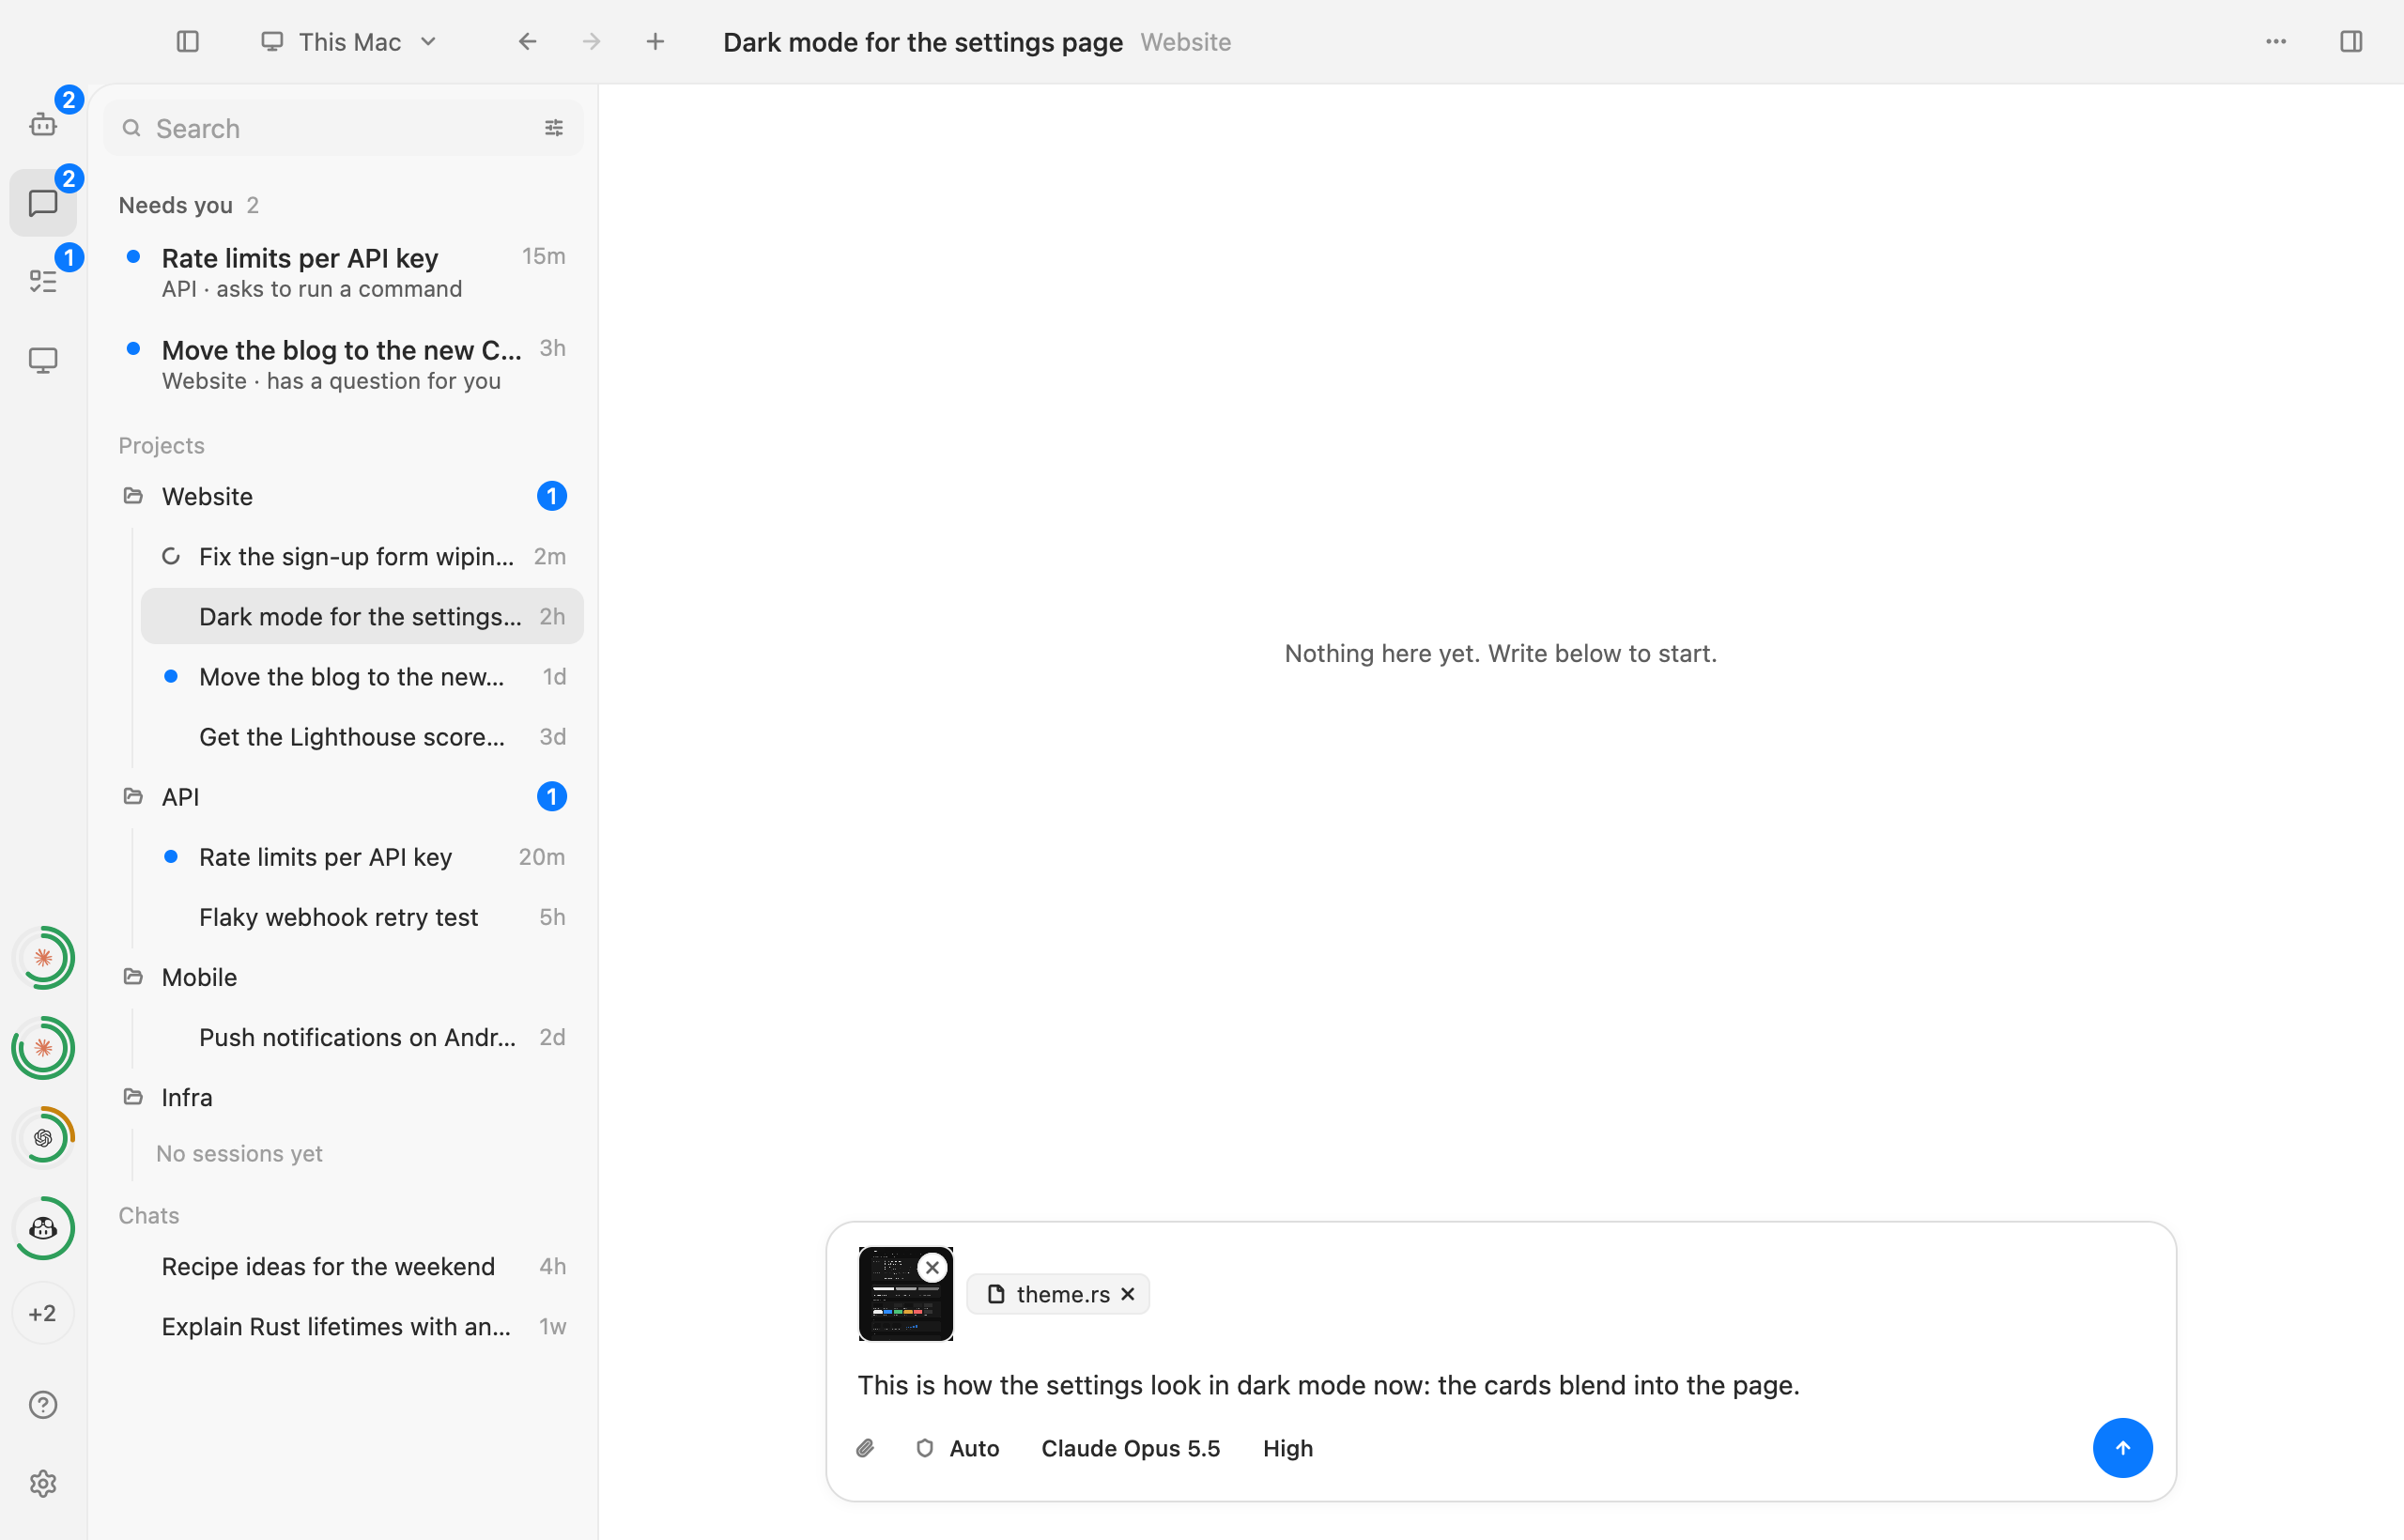 This Mac
Dark mode for the settings page Website
2
2
1
Search
Needs you 2
Rate limits per API key 15m
API · asks to run a command
Move the blog to the new C... 3h
Website · has a question for you
Projects
Website 1
Fix the sign-up form wipin... 2m
Dark mode for the settings... 2h
Move the blog to the new... 1d
Get the Lighthouse score... 3d
API 1
Rate limits per API key 20m
Flaky webhook retry test 5h
Mobile
Push notifications on Andr... 2d
Infra
No sessions yet
Chats
Recipe ideas for the weekend 4h
Explain Rust lifetimes with an... 1w
+2
Nothing here yet. Write below to start.
theme.rs
This is how the settings look in dark mode now: the cards blend into the page.
Auto Claude Opus 5.5 High